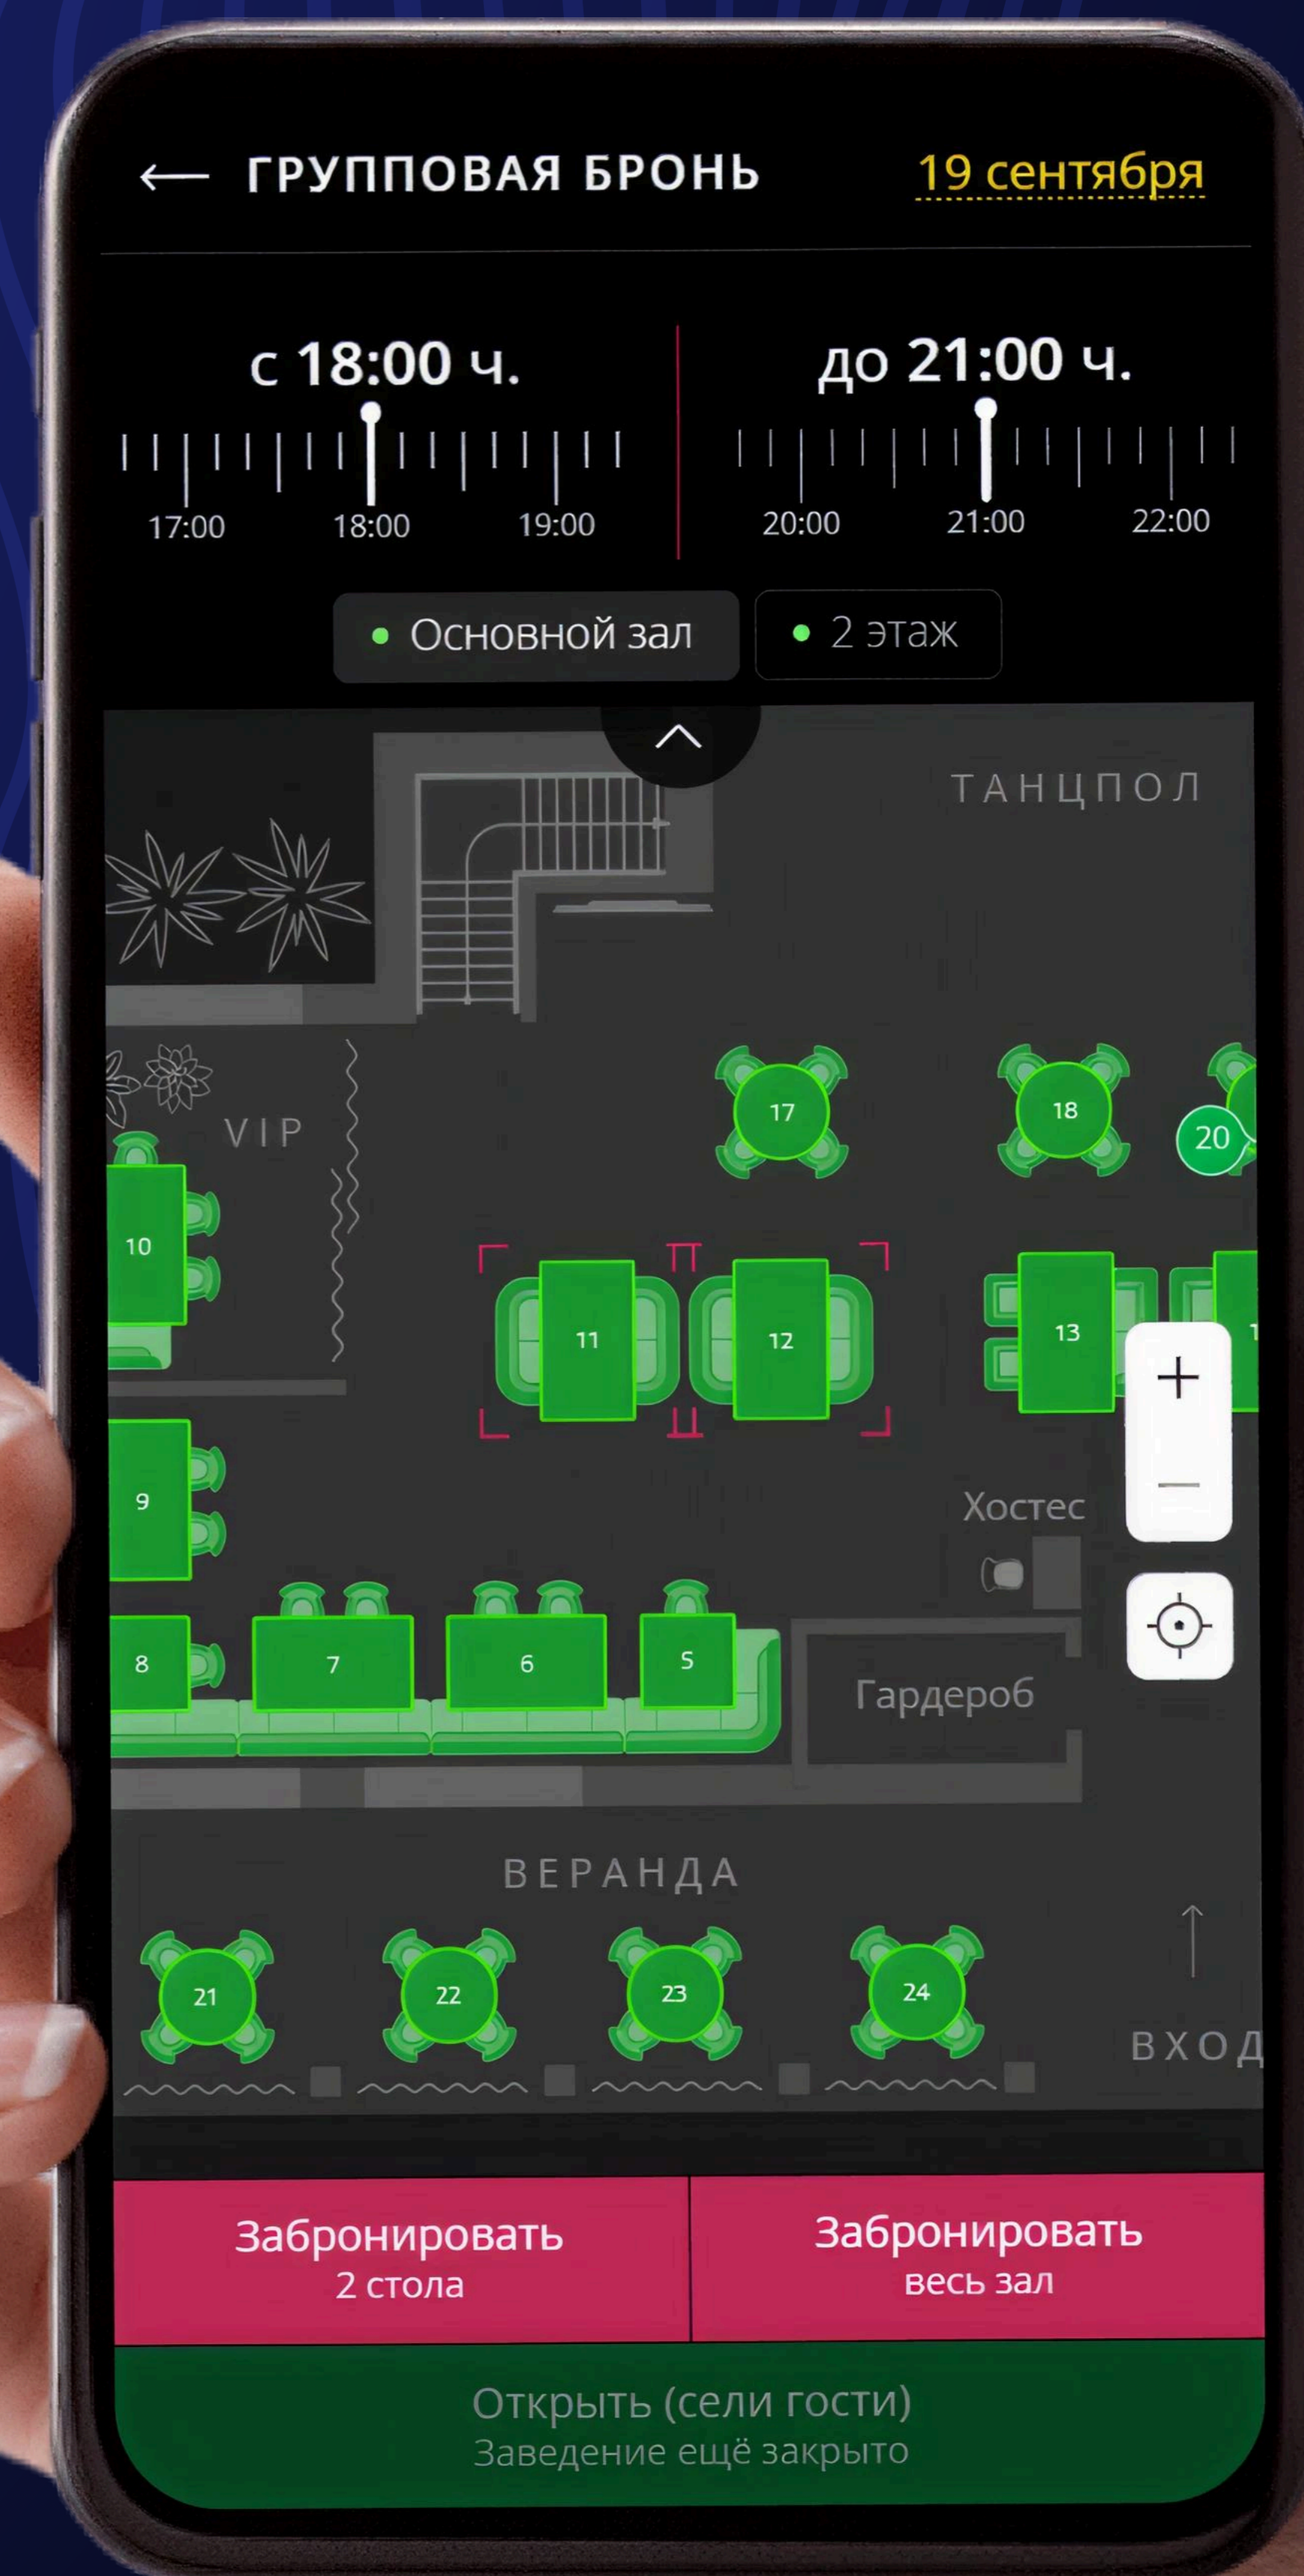 ГРУППОВАЯ БРОНЬ
19 сентября
с 18:00 ч.
до 21:00 ч.
17:00 18:00 19:00
20:00 21:00 22:00
Основной зал
2 этаж
ТАНЦПОЛ
17
18
20
VIP
10
11
12
13
9
Хостес
8
7
6
5
Гардероб
ВЕРАНДА
21
22
23
24
ВХОД
Забронировать
2 стола
Забронировать
весь зал
Открыть (сели гости)
Заведение ещё закрыто